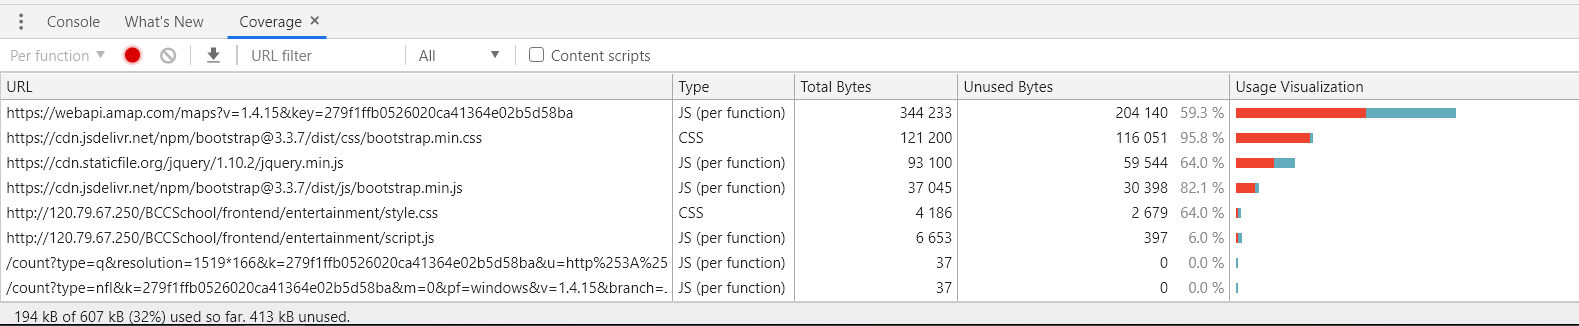 Console What's New Coverage ×
Per function ▼ URL filter All ▼ Content scripts
URL Type Total Bytes Unused Bytes Usage Visualization
https://webapi.amap.com/maps?v=1.4.15&key=279f1ffb0526020ca41364e02b5d58ba JS (per function) 344 233 204 140 59.3 %
https://cdn.jsdelivr.net/npm/bootstrap@3.3.7/dist/css/bootstrap.min.css CSS 121 200 116 051 95.8 %
https://cdn.staticfile.org/jquery/1.10.2/jquery.min.js JS (per function) 93 100 59 544 64.0 %
https://cdn.jsdelivr.net/npm/bootstrap@3.3.7/dist/js/bootstrap.min.js JS (per function) 37 045 30 398 82.1 %
http://120.79.67.250/BCCSchool/frontend/entertainment/style.css CSS 4 186 2 679 64.0 %
http://120.79.67.250/BCCSchool/frontend/entertainment/script.js JS (per function) 6 653 397 6.0 %
/count?type=q&resolution=1519*166&k=279f1ffb0526020ca41364e02b5d58ba&u=http%253A%25 JS (per function) 37 0 0.0 %
/count?type=nfl&k=279f1ffb0526020ca41364e02b5d58ba&m=0&pf=windows&v=1.4.15&branch=. JS (per function) 37 0 0.0 %
194 kB of 607 kB (32%) used so far. 413 kB unused.